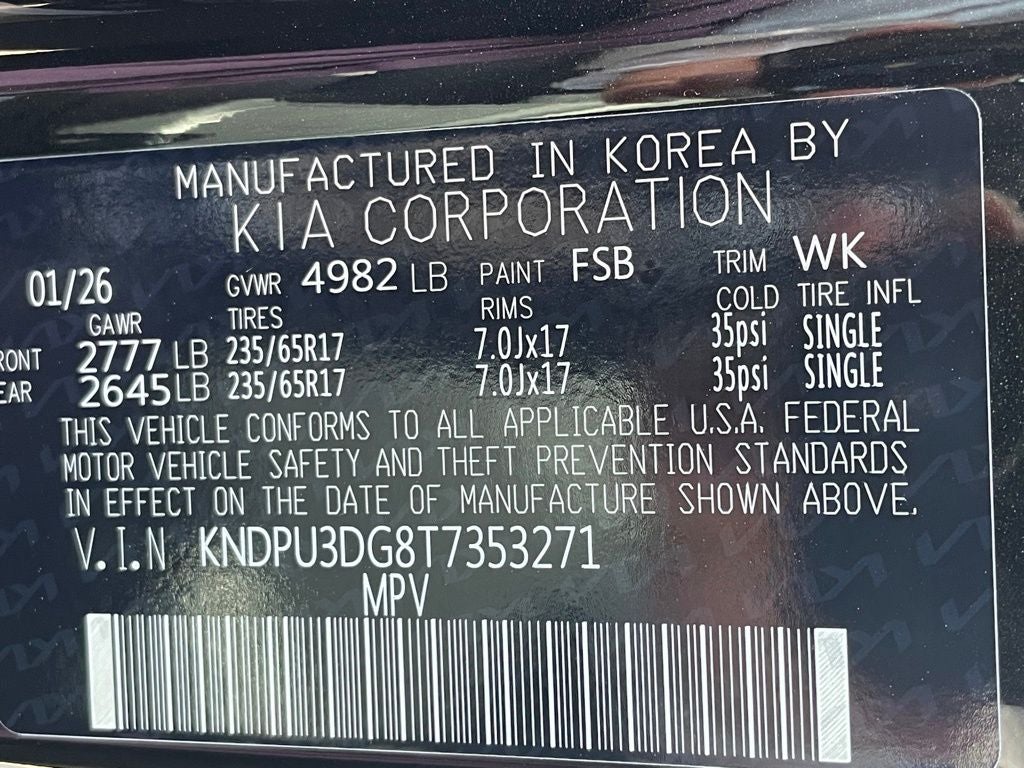 MANUFACTURED IN KOREA BY
KIA CORPORATION
01/26 GVWR 4982 LB PAINT FSB TRIM WK
GAWR TIRES RIMS COLD TIRE INFL
RONT 2777 LB 235/65R17 7.0Jx17 35psi SINGLE
EAR 2645 LB 235/65R17 7.0Jx17 35psi SINGLE
THIS VEHICLE CONFORMS TO ALL APPLICABLE U.S.A. FEDERAL
MOTOR VEHICLE SAFETY AND THEFT PREVENTION STANDARDS
IN EFFECT ON THE DATE OF MANUFACTURE SHOWN ABOVE.
V.I.N KNDPU3DG8T7353271
MPV